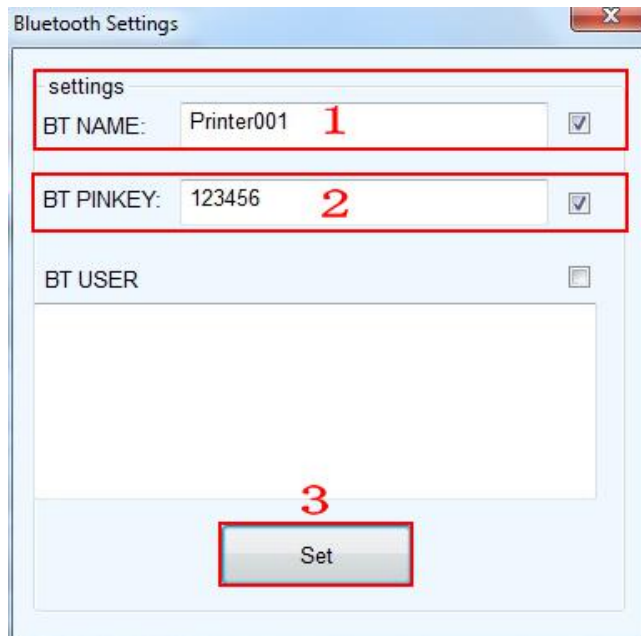 Bluetooth Settings
settings
BT NAME: Printer001 1
BT PINKEY: 123456 2
BT USER
3
Set